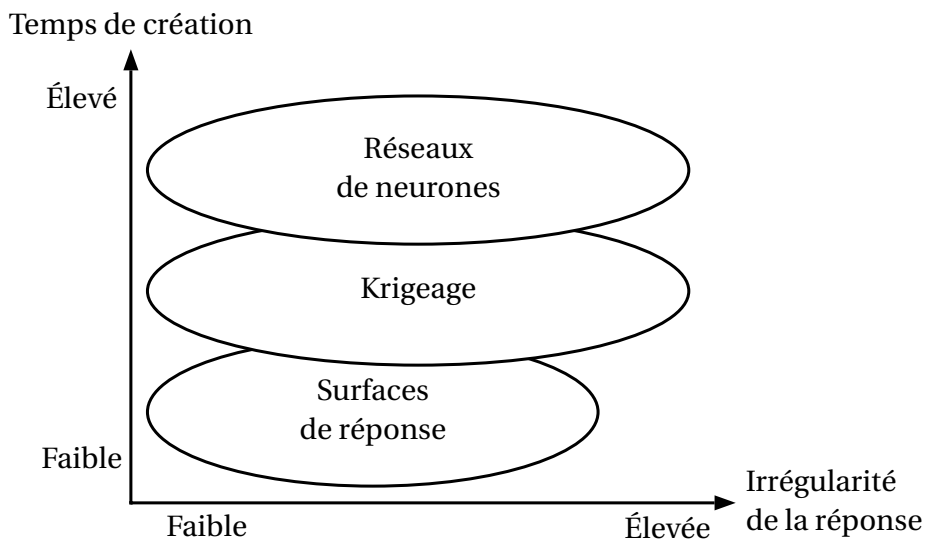 Temps de création
Élevé
Réseaux
de neurones
Krigeage
Surfaces
de réponse
Faible
Irrégularité
de la réponse
Faible
Élevée